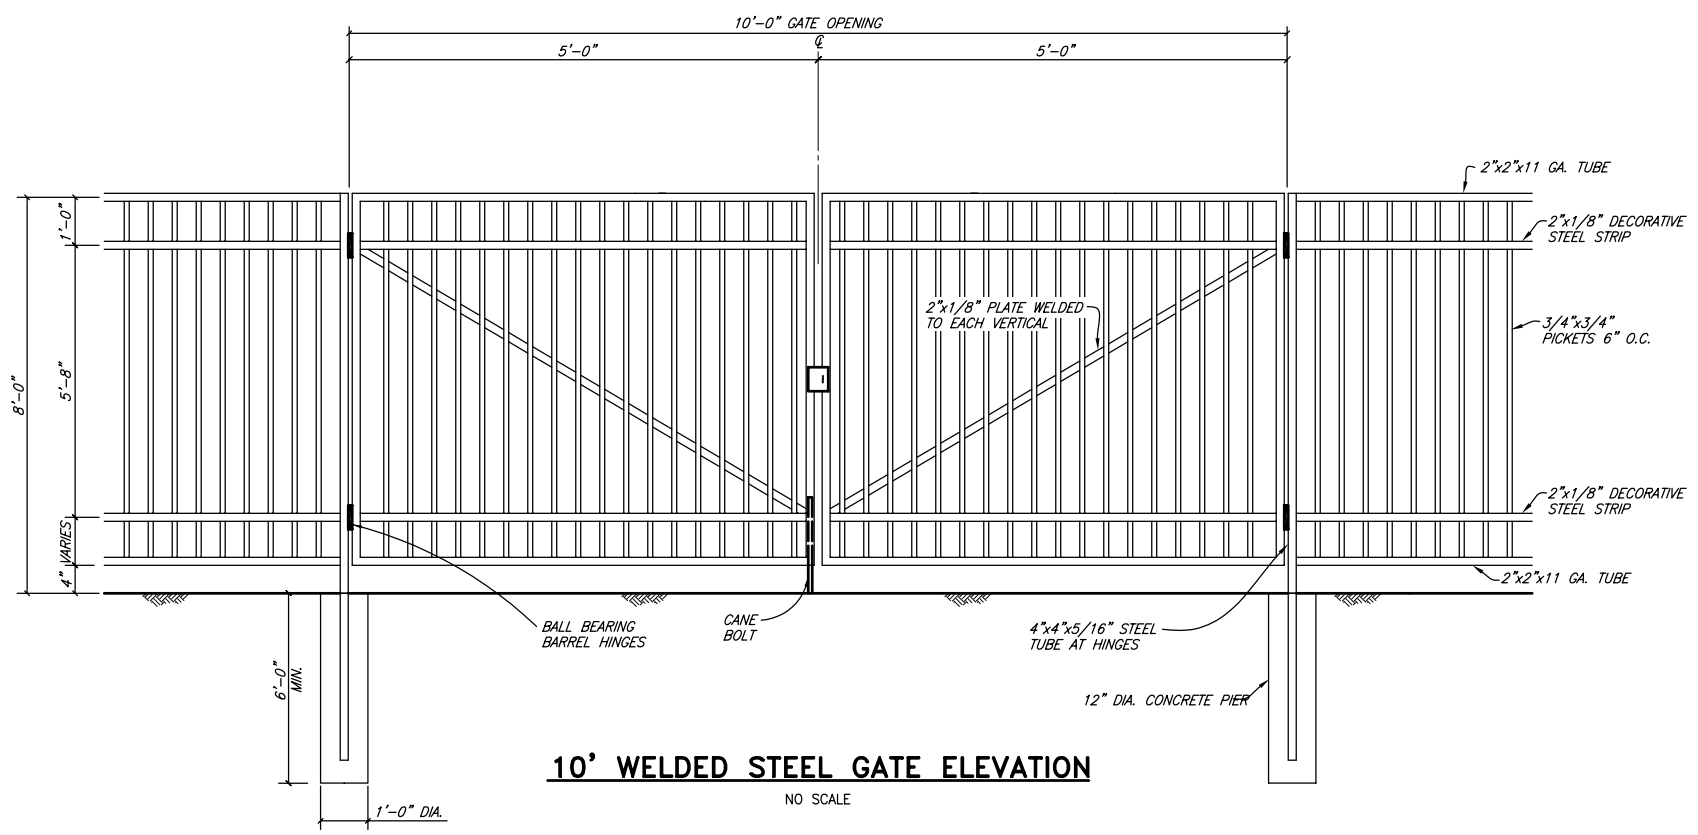 10'-0" GATE OPENING
℄
5'-0"
5'-0"
2"x2"x11 GA. TUBE
1'-0"
2"x1/8" DECORATIVE
STEEL STRIP
2"x1/8" PLATE WELDED
TO EACH VERTICAL
3/4"x3/4"
PICKETS 6" O.C.
8'-0"
5'-8"
2"x1/8" DECORATIVE
STEEL STRIP
VARIES
4"
2"x2"x11 GA. TUBE
BALL BEARING
BARREL HINGES
CANE
BOLT
4"x4"x5/16" STEEL
TUBE AT HINGES
6'-0"
MIN.
12" DIA. CONCRETE PIER
10' WELDED STEEL GATE ELEVATION
NO SCALE
1'-0" DIA.